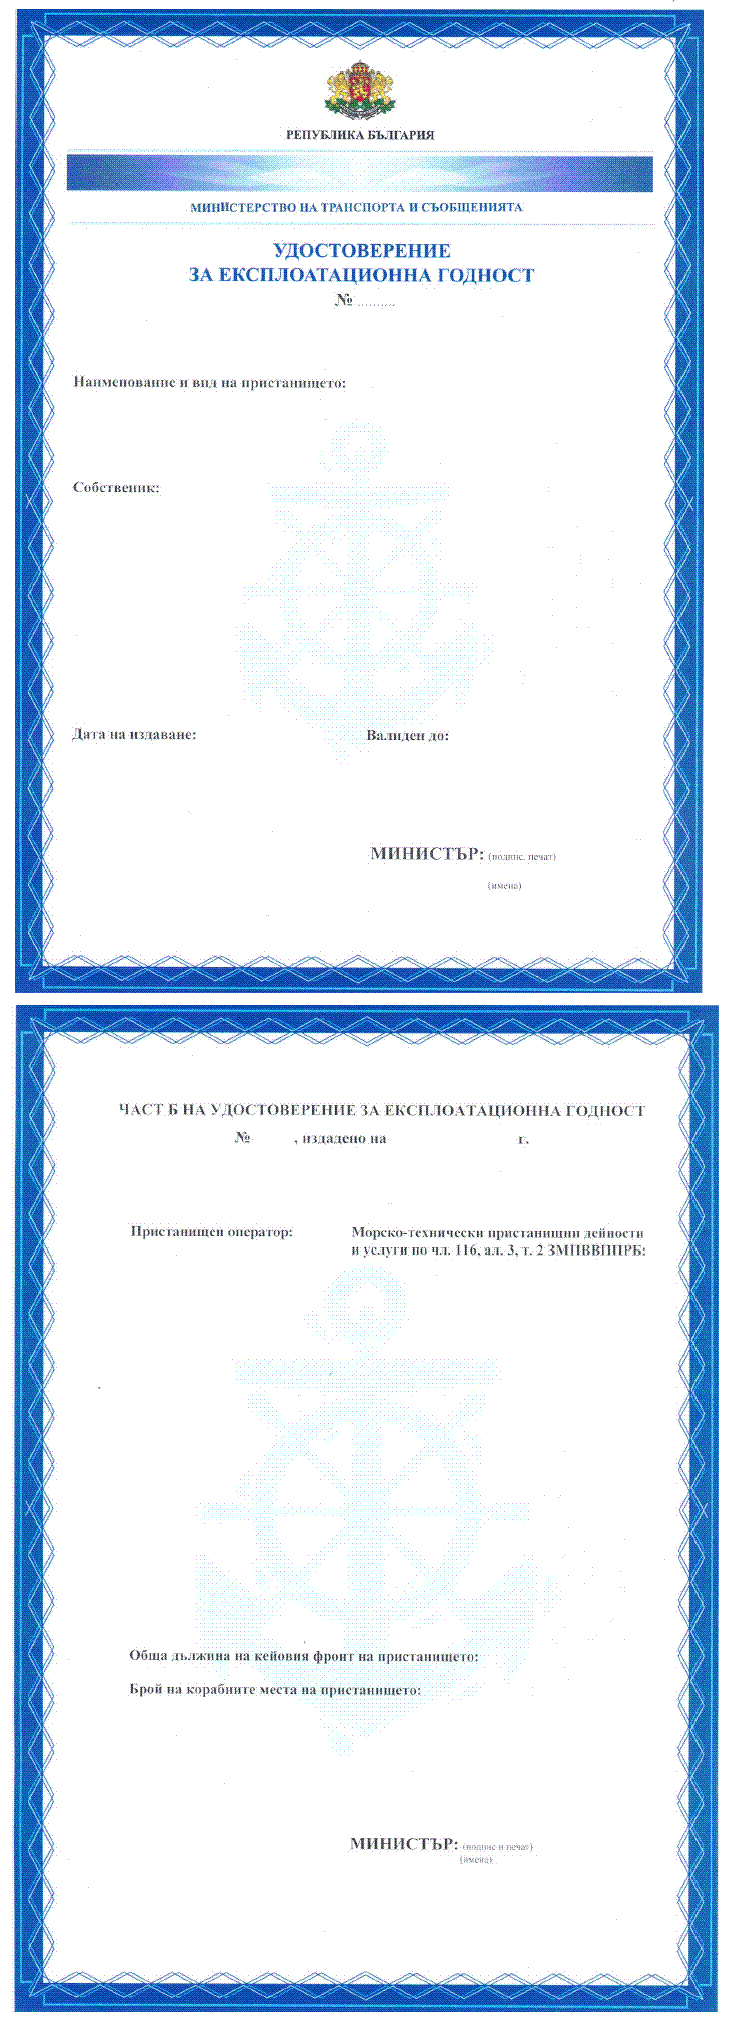 РЕПУБЛИКА БЪЛГАРИЯ
МИНИСТЕРСТВО НА ТРАНСПОРТА И СЪОБЩЕНИЯТА
УДОСТОВЕРЕНИЕ
ЗА ЕКСПЛОАТАЦИОННА ГОДНОСТ
№ ..........
Наименование и вид на пристанището:
Собственик:
Дата на издаване: Валиден до:
МИНИСТЪР: (подпис, печат)
(имена)
ЧАСТ Б НА УДОСТОВЕРЕНИЕ ЗА ЕКСПЛОАТАЦИОННА ГОДНОСТ
№ , издадено на г.
Пристанищен оператор: Морско-технически пристанищни дейности
и услуги по чл. 116, ал. 3, т. 2 ЗМПВВППРБ:
Обща дължина на кейовия фронт на пристанището:
Брой на корабните места на пристанището:
МИНИСТЪР: (подпис и печат)
(имена)